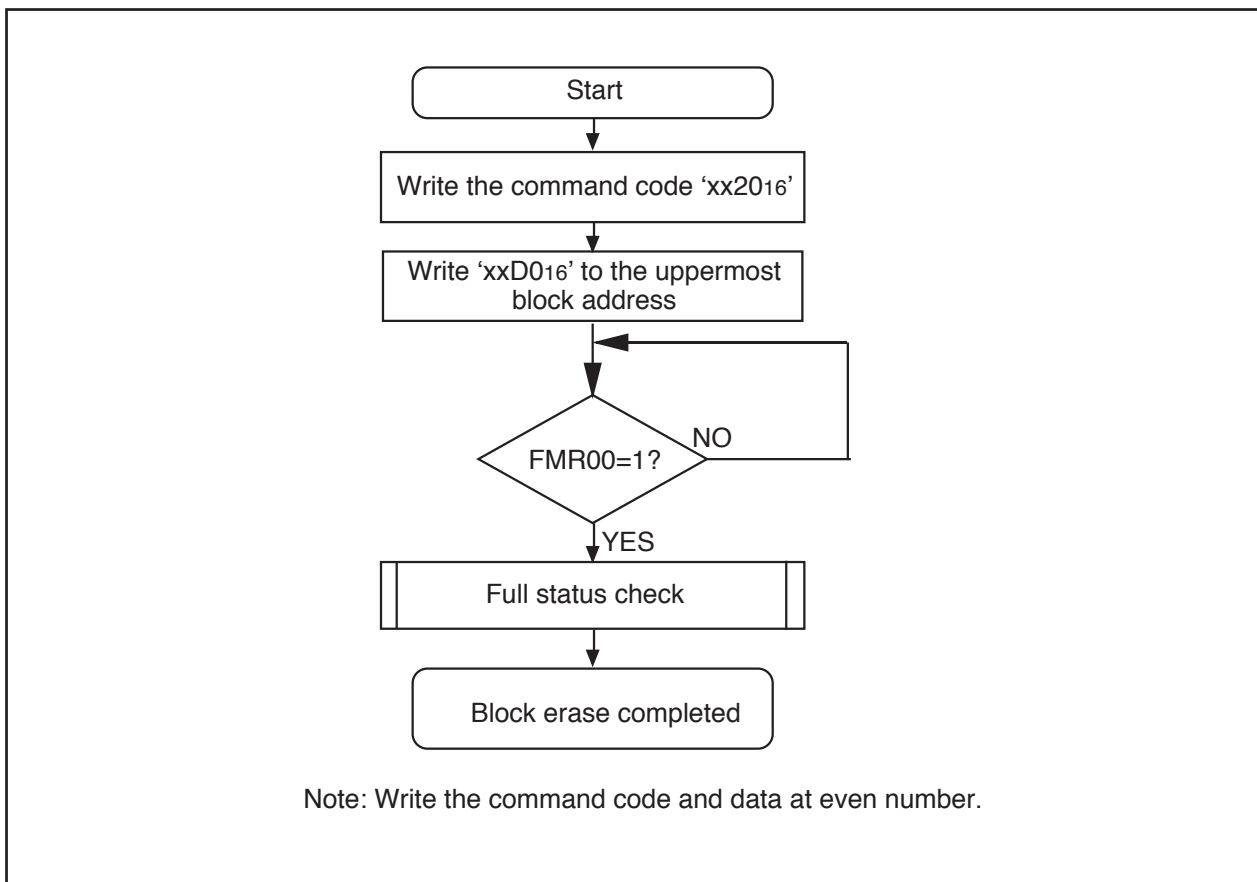 Start
Write the command code ‘xx2016’
Write ‘xxD016’ to the uppermost
block address
FMR00=1?
NO
YES
Full status check
Block erase completed
Note: Write the command code and data at even number.